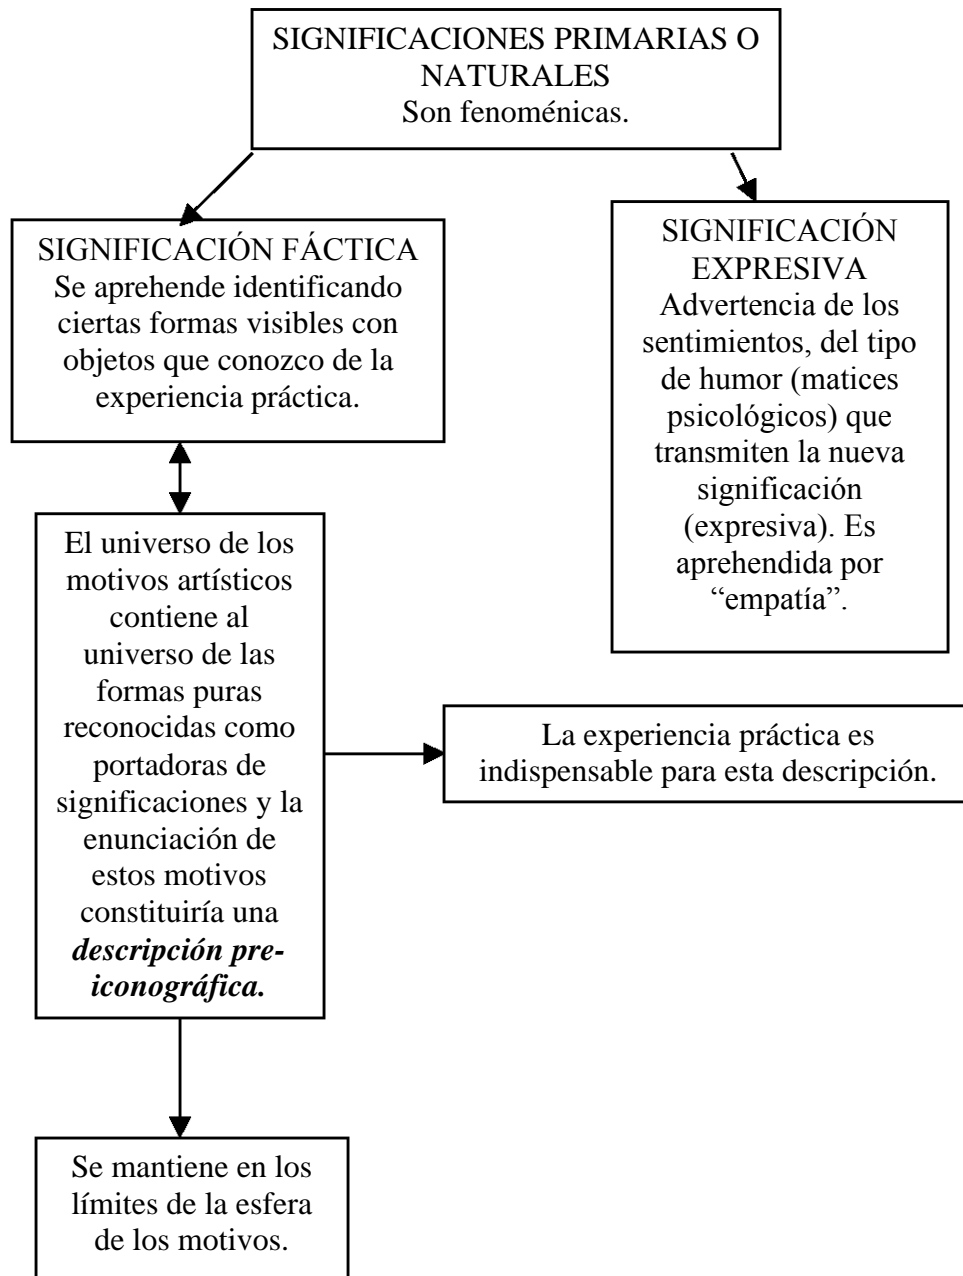 SIGNIFICACIONES PRIMARIAS O
NATURALES
Son fenoménicas.
SIGNIFICACIÓN FÁCTICA
Se aprehende identificando
ciertas formas visibles con
objetos que conozco de la
experiencia práctica.
SIGNIFICACIÓN
EXPRESIVA
Advertencia de los
sentimientos, del tipo
de humor (matices
psicológicos) que
transmiten la nueva
significación
(expresiva). Es
aprehendida por
“empatía”.
El universo de los
motivos artísticos
contiene al
universo de las
formas puras
reconocidas como
portadoras de
significaciones y la
enunciación de
estos motivos
constituiría una
descripción pre-
iconográfica.
La experiencia práctica es
indispensable para esta descripción.
Se mantiene en los
límites de la esfera
de los motivos.